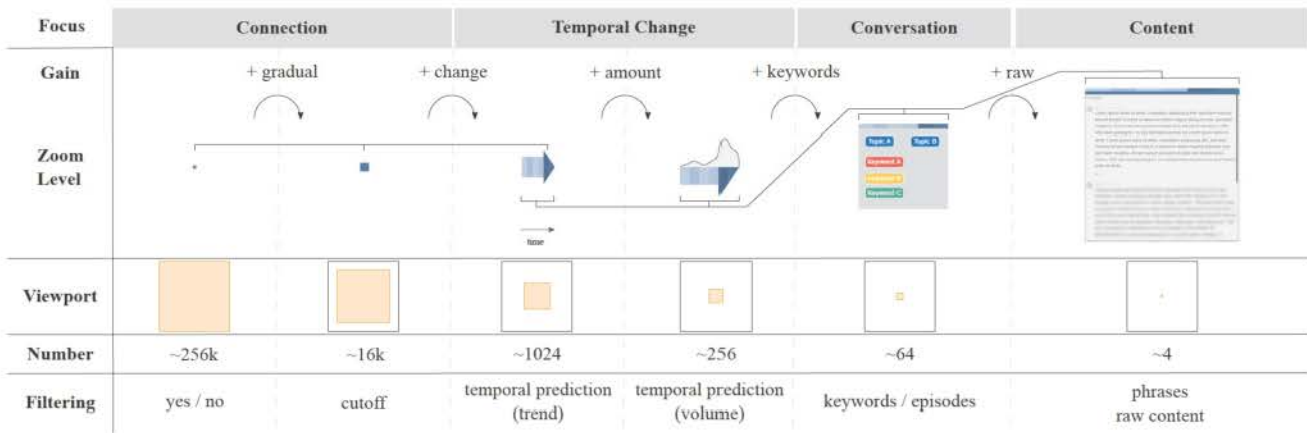 Focus Connection Temporal Change Conversation Content
Gain + gradual + change + amount + keywords + raw
Zoom
Level
Topic A Topic B
Keyword A
Keyword B
Keyword C
time
Viewport
Number ~256k ~16k ~1024 ~256 ~64 ~4
Filtering yes / no cutoff temporal prediction
(trend) temporal prediction
(volume) keywords / episodes phrases
raw content